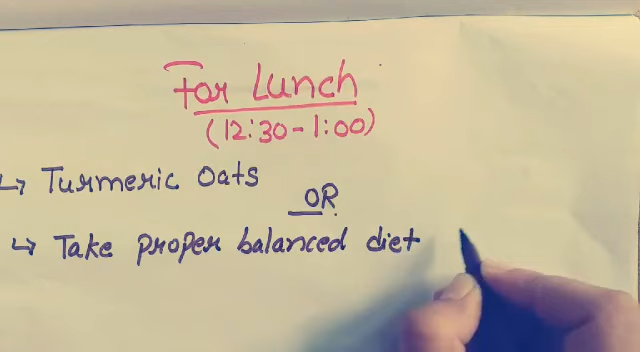 For Lunch
(12:30-1:00)
↳ Turmeric Oats
OR
↳ Take proper balanced diet